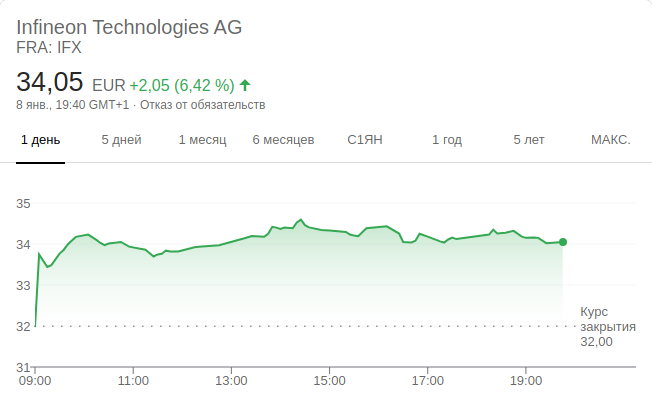 Infineon Technologies AG
FRA: IFX
34,05 EUR +2,05 (6,42 %)
8 янв., 19:40 GMT+1 · Отказ от обязательств
1 день 5 дней 1 месяц 6 месяцев С1ЯН 1 год 5 лет МАКС.
35
34
33
32
Курс
закрытия
32,00
31
09:00 11:00 13:00 15:00 17:00 19:00